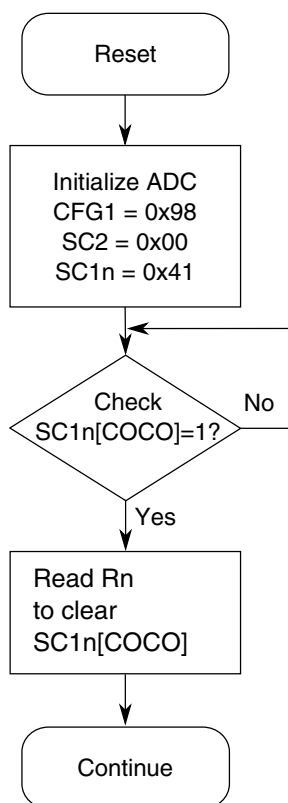 Reset
Initialize ADC
CFG1 = 0x98
SC2 = 0x00
SC1n = 0x41
Check
SC1n[COCO]=1?
No
Yes
Read Rn
to clear
SC1n[COCO]
Continue